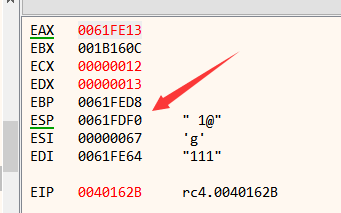 EAX 0061FE13
EBX 001B160C
ECX 00000012
EDX 00000013
EBP 0061FED8
ESP 0061FDF0 " 1@"
ESI 00000067 'g'
EDI 0061FE64 "111"
EIP 0040162B rc4.0040162B